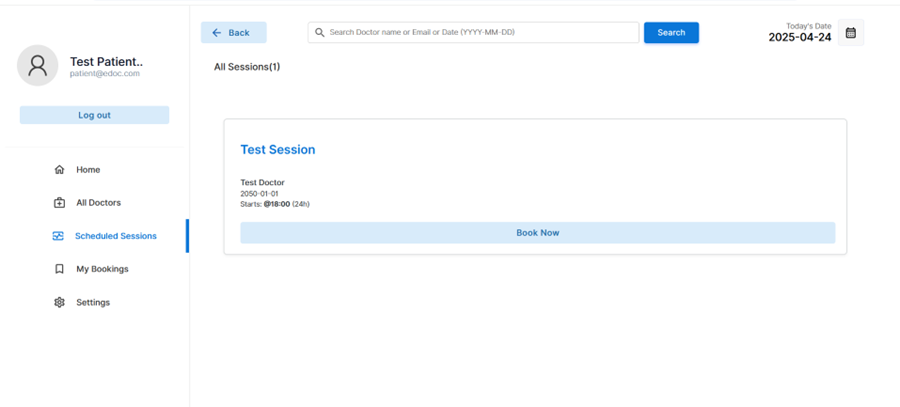 Test Patient..
patient@edoc.com
Log out
Home
All Doctors
Scheduled Sessions
My Bookings
Settings
Back
Search Doctor name or Email or Date (YYYY-MM-DD)
Search
Today's Date
2025-04-24
All Sessions(1)
Test Session
Test Doctor
2050-01-01
Starts: @18:00 (24h)
Book Now